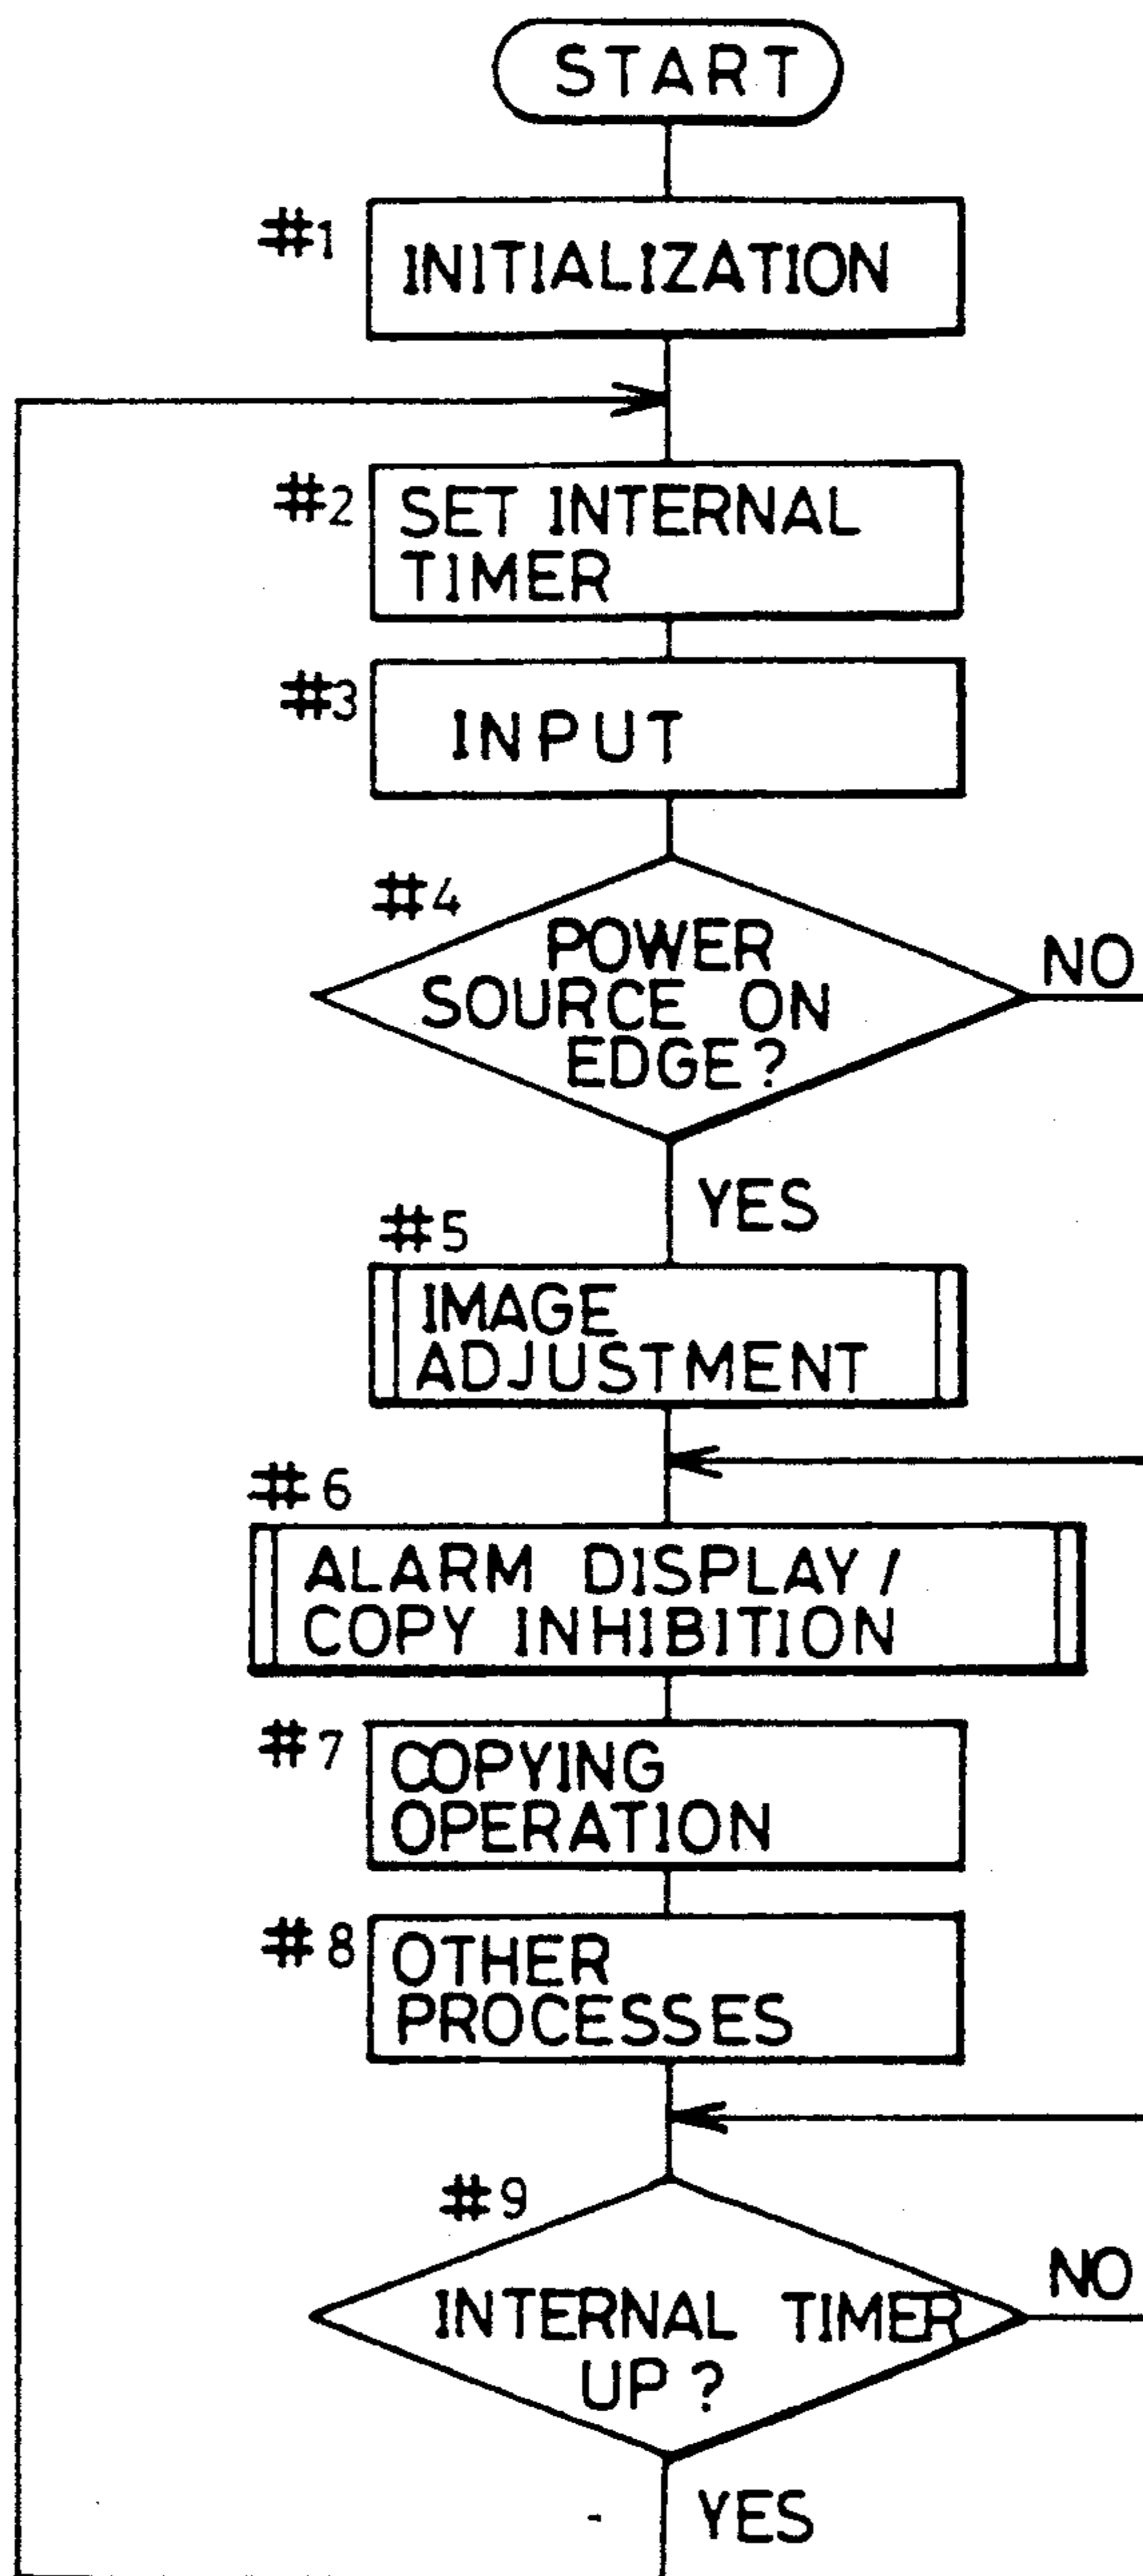 START
#1
INITIALIZATION
#2
SET INTERNAL
TIMER
#3
INPUT
#4
POWER
SOURCE ON
EDGE?
NO
YES
#5
IMAGE
ADJUSTMENT
#6
ALARM DISPLAY/
COPY INHIBITION
#7
COPYING
OPERATION
#8
OTHER
PROCESSES
#9
INTERNAL TIMER
UP?
NO
YES